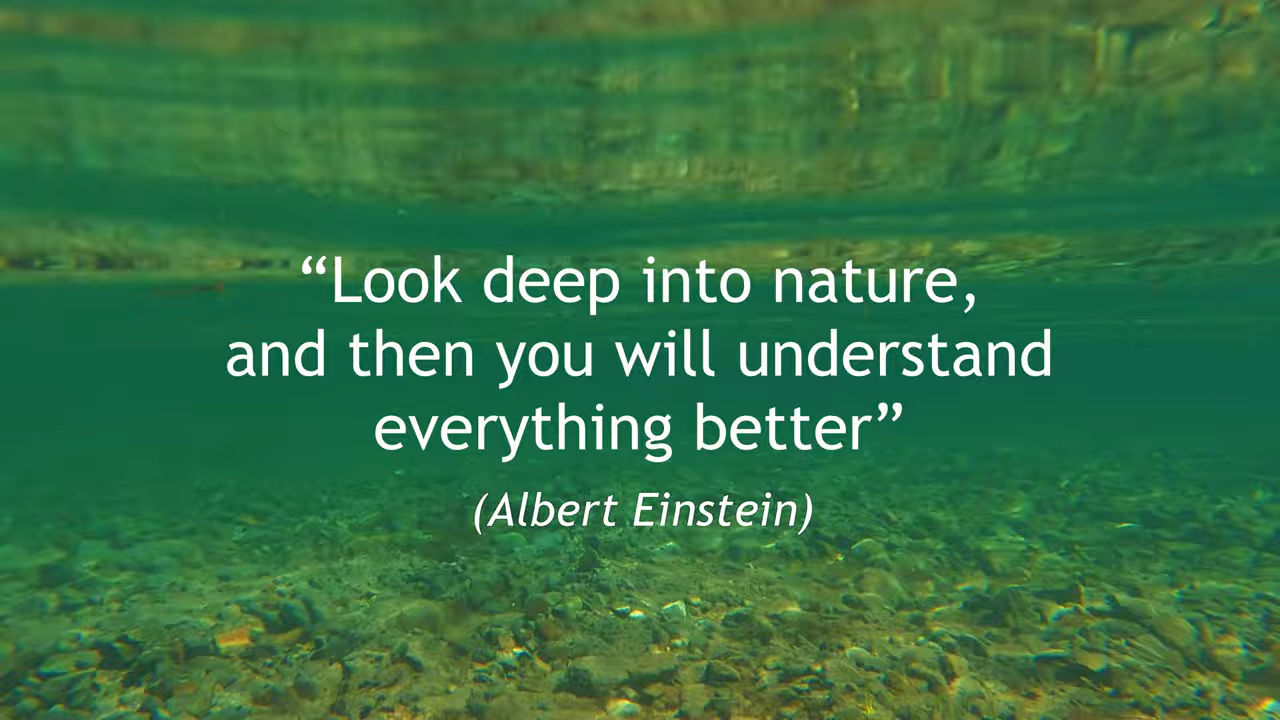 “Look deep into nature,
and then you will understand
everything better”
(Albert Einstein)